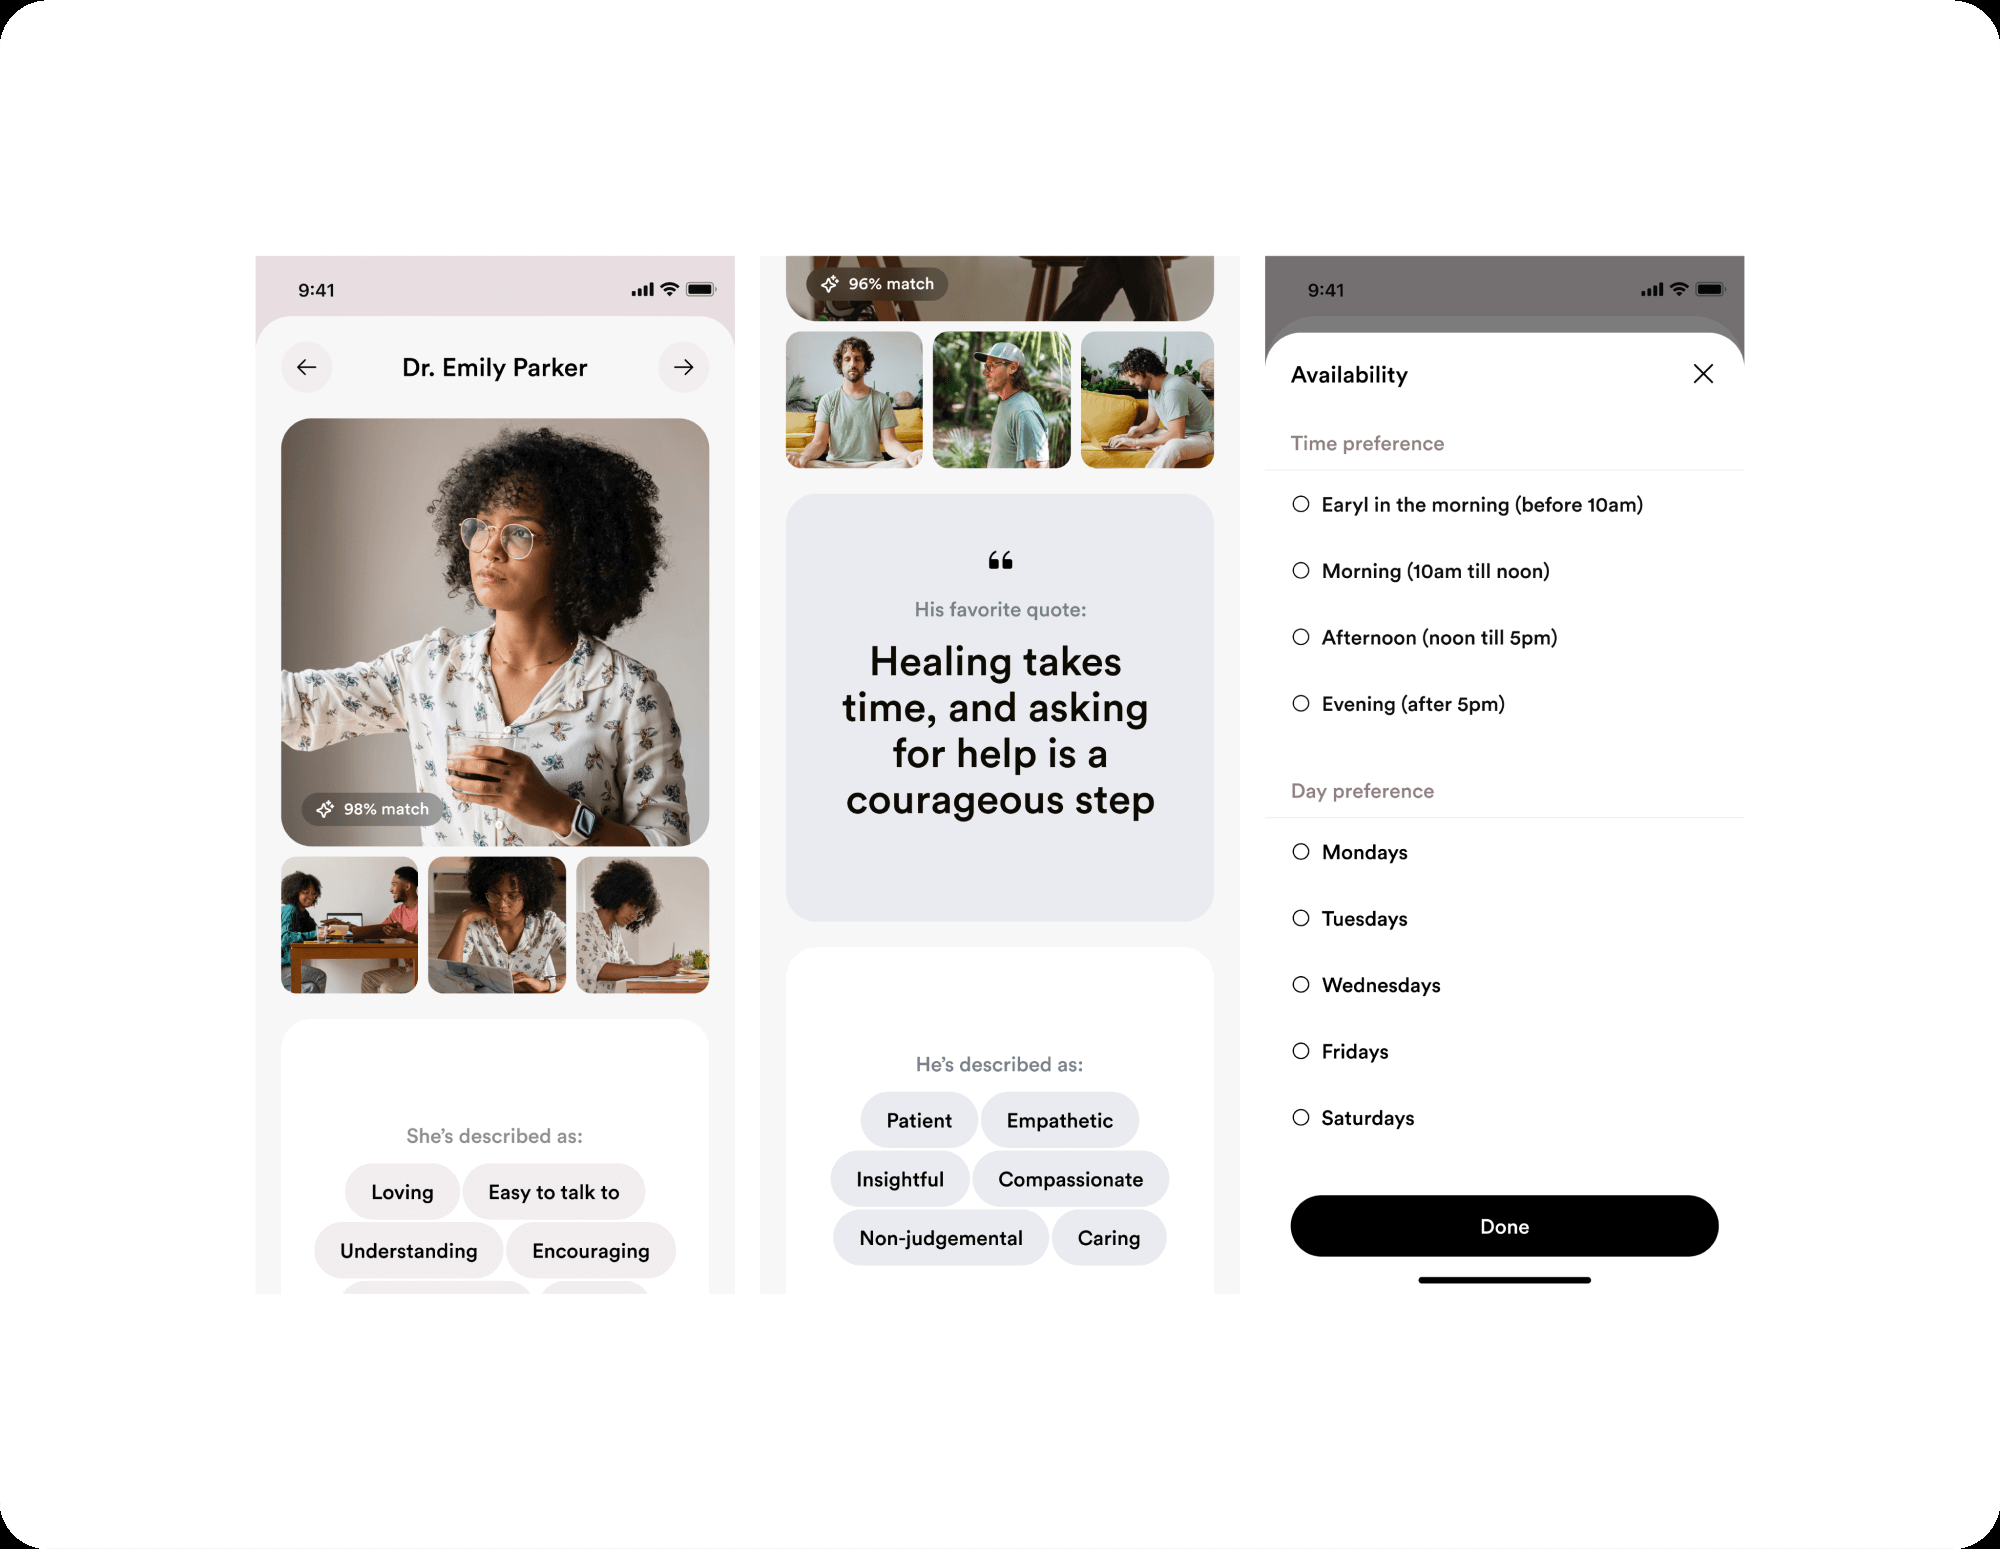 9:41
Dr. Emily Parker
98% match
She's described as:
Loving
Easy to talk to
Understanding
Encouraging
96% match
His favorite quote:
Healing takes
time, and asking
for help is a
courageous step
He's described as:
Patient
Empathetic
Insightful
Compassionate
Non-judgemental
Caring
9:41
Availability
Time preference
Earyl in the morning (before 10am)
Morning (10am till noon)
Afternoon (noon till 5pm)
Evening (after 5pm)
Day preference
Mondays
Tuesdays
Wednesdays
Fridays
Saturdays
Done